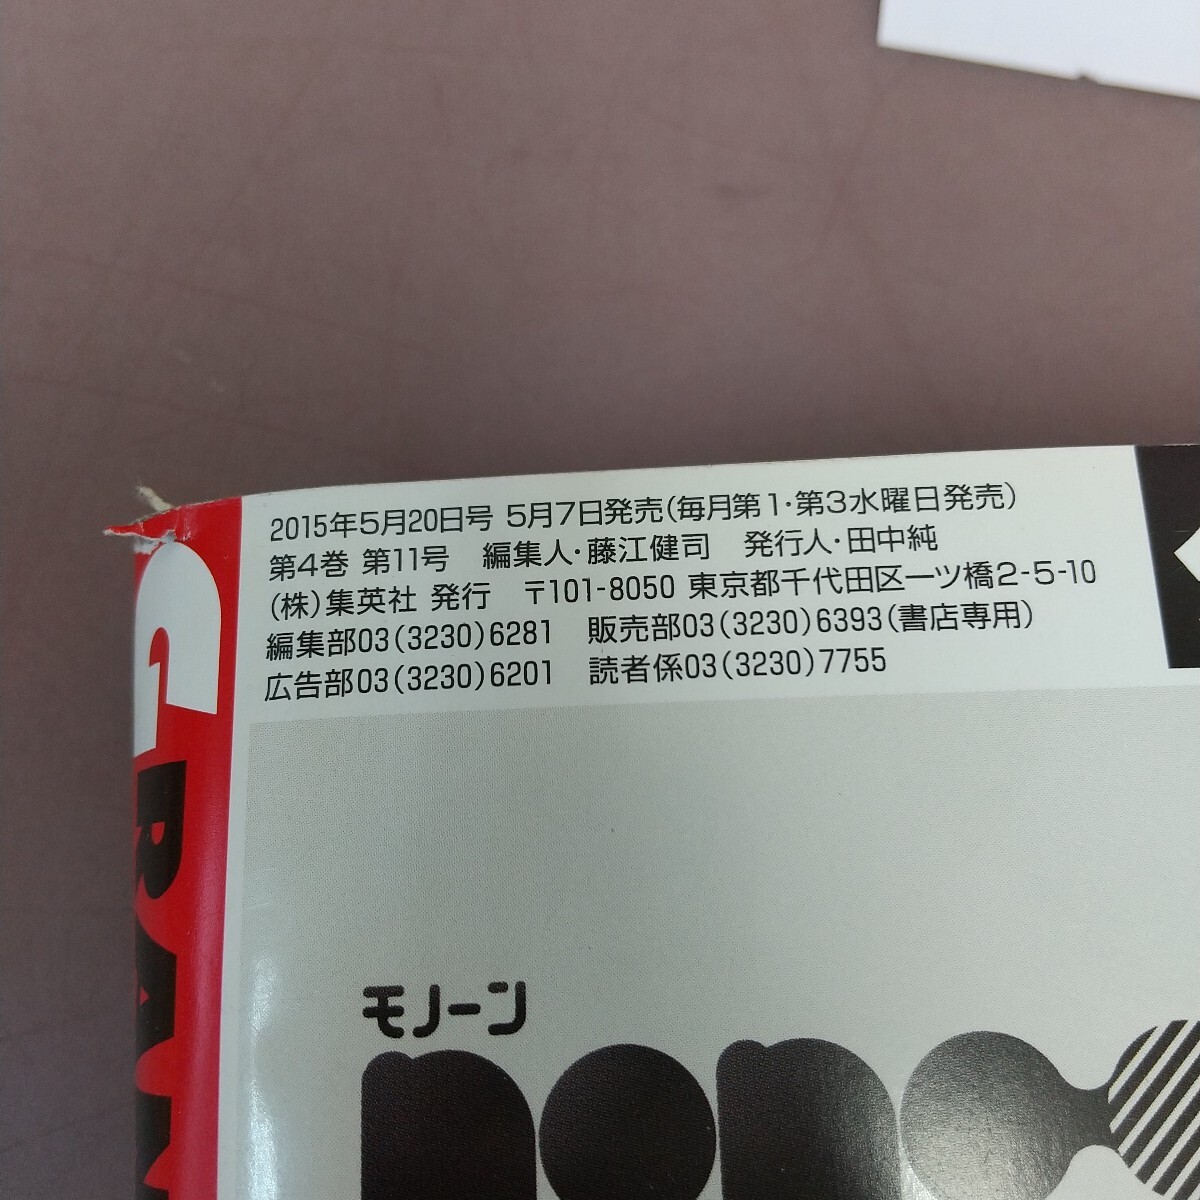 2015年5月20日号 5月7日発売(毎月第1・第3水曜日発売)
第4巻 第11号 編集人・藤江健司 発行人・田中純
(株)集英社 発行 〒101-8050 東京都千代田区一ツ橋2-5-10
編集部03(3230)6281 販売部03(3230)6393(書店専用)
広告部03(3230)6201 読者係03(3230)7755
モノーン
GRAN